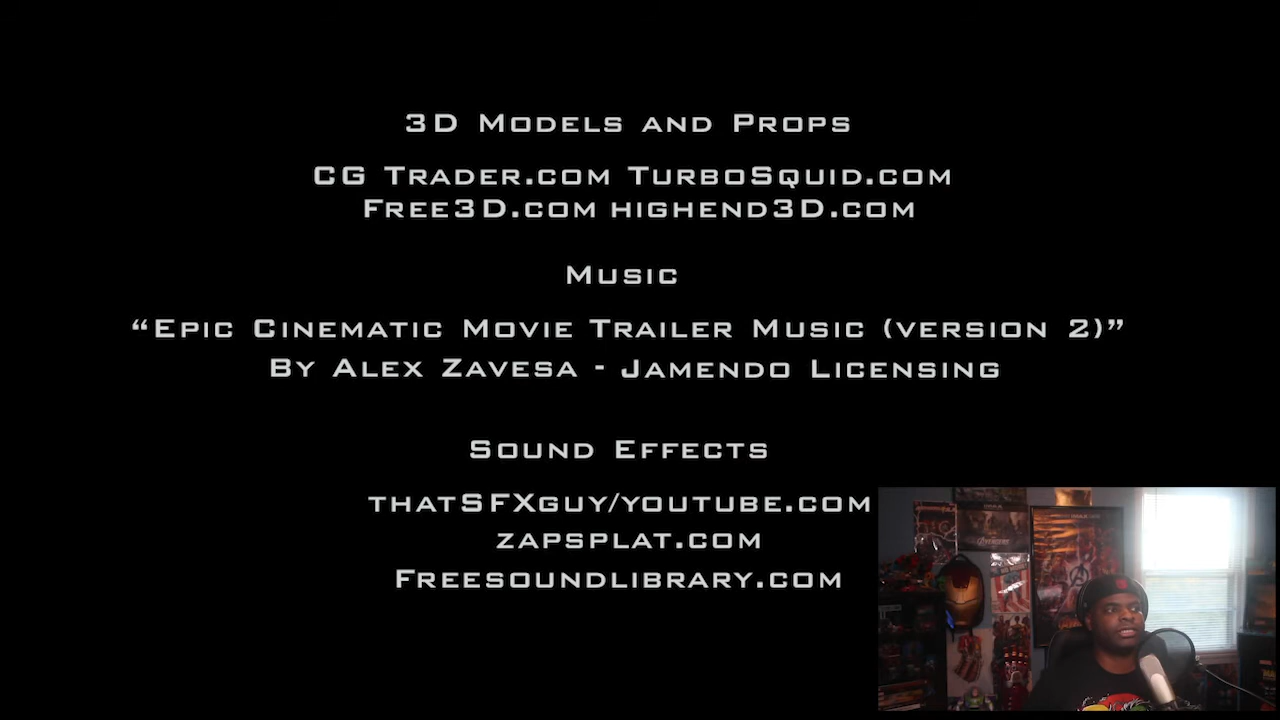 3D Models and Props
CG Trader.com TurboSquid.com
Free3D.com highend3D.com
Music
“Epic Cinematic Movie Trailer Music (version 2)”
By Alex Zavesa - Jamendo Licensing
Sound Effects
thatSFXguy/youtube.com
zapsplat.com
Freesoundlibrary.com